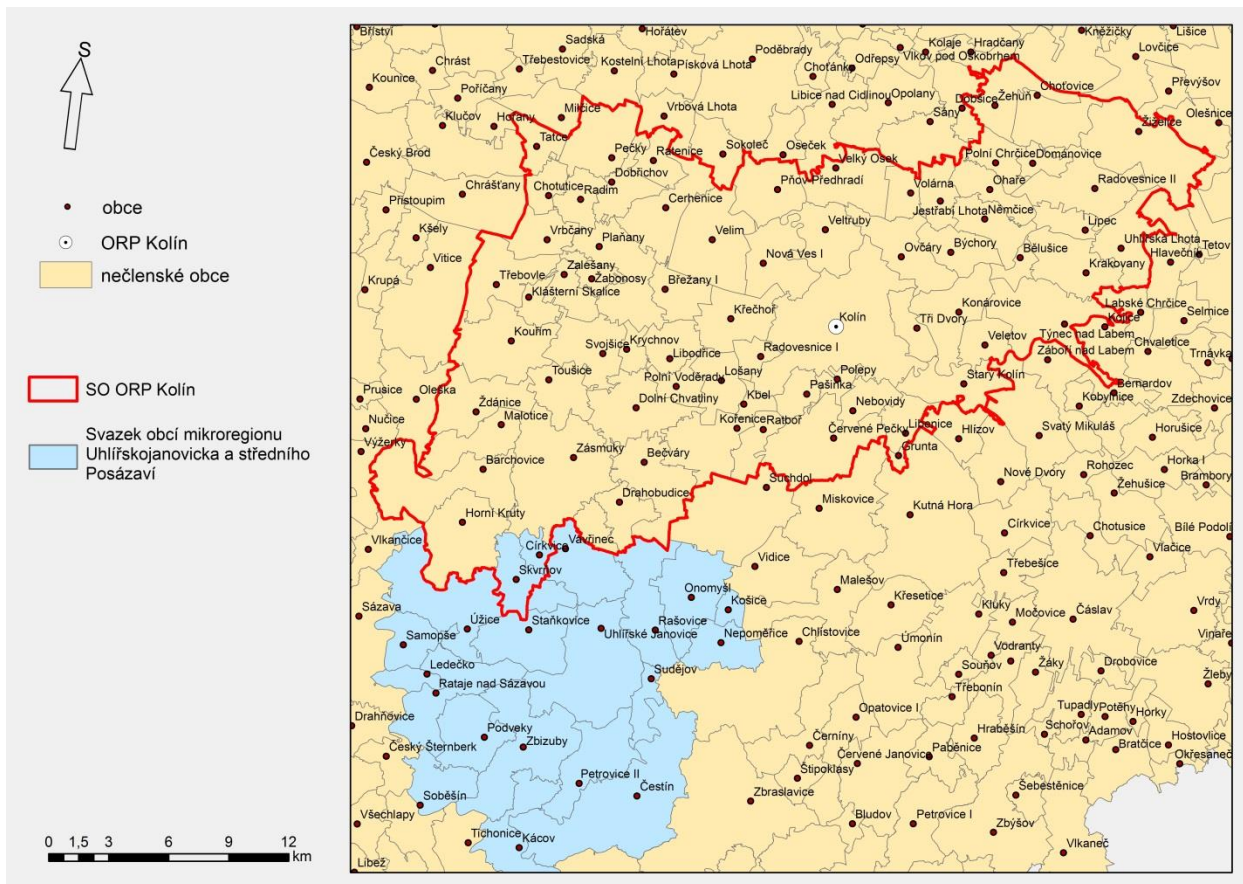 S
obce
ORP Kolín
nečlenské obce
SO ORP Kolín
Svazek obcí mikroregionu
Uhlířskojanovicka a středního
Posázaví
0 1,5 3 6 9 12
km
Bříství
Hořátev
Kněžičky
Lišice
Sadská
Kolaje
Hradčany
Lovčice
Chrást
Třebestovice
Kostelní Lhota
Písková Lhota
Poděbrady
Choťánky
Odřepsy
Vlkov pod Oškobrhem
Kounice
Poříčany
Libice nad Cidlinou
Opolany
Dobšice
Žehuň
Choťovice
Převýšov
Klučov
Hořany
Milčice
Vrbová Lhota
Sány
Žiželice
Olešnice
Tatce
Český Brod
Pečky
Ratenice
Sokoleč
Oseček
Velký Osek
Polní Chrčice
Domanovice
Dobřichov
Chrášťany
Chotutice
Radim
Pňov-Předhradí
Volárna
Ohaře
Radovesnice II
Přistoupim
Cerhenice
Jestřabí Lhota
Němčice
Kšely
Vrbčany
Plaňany
Velim
Veltruby
Lipec
Uhlířská Lhota
Tetov
Vitice
Nová Ves I
Ovčáry
Býchory
Bělušice
Hlavečník
Krupá
Třebovle
Zalešany
Žabonosy
Břežany I
Krakovany
Klášterní Skalice
Křečhoř
Kolín
Konárovice
Labské Chrčice
Kojice
Selmice
Kouřim
Tři Dvory
Týnec nad Labem
Svojšice
Krychnov
Libodřice
Radovesnice I
Veletov
Záboří nad Labem
Chvaletice
Trnávka
Toušice
Polní Voděrady
Lošany
Polepy
Starý Kolín
Bernardov
Prusice
Oleška
Dolní Chvatliny
Kbel
Pašinka
Nebovidy
Kobylnice
Zdechovice
Ždánice
Malotice
Nučice
Kořenice
Ratboř
Červené Pečky
Libenice
Hlízov
Svatý Mikuláš
Horušice
Výžerky
Zásmuky
Bečváry
Grunta
Barchovice
Suchdol
Nové Dvory
Rohozec
Horka I
Žehušice
Brambory
Drahobudice
Miskovice
Kutná Hora
Horní Kruty
Církvice
Chotusice
Bílé Podolí
Vlkančice
Církvice
Vavřinec
Vidice
Vlačice
Skvrňov
Třebešice
Onomyšl
Malešov
Sázava
Košice
Křesetice
Kluky
Močovice
Čáslav
Vrdy
Úžice
Staňkovice
Uhlířské Janovice
Rašovice
Nepoměřice
Chlístovice
Úmonín
Vinaře
Samopše
Vodranty
Ledečko
Sudějov
Souňov
Žáky
Drobovice
Žleby
Rataje nad Sázavou
Třebonín
Drahňovice
Opatovice I
Tupadly
Potěhy
Horky
Podveky
Schořov
Český Šternberk
Zbizuby
Černíny
Hraběšín
Adamov
Bratčice
Hostovlice
Červené Janovice
Paběnice
Okřesaneč
Petrovice II
Štipoklasy
Soběšín
Čestín
Zbraslavice
Šebestěnice
Všechlapy
Bludov
Petrovice I
Tichonice
Kácov
Zbýšov
Vlkaneč
Libež